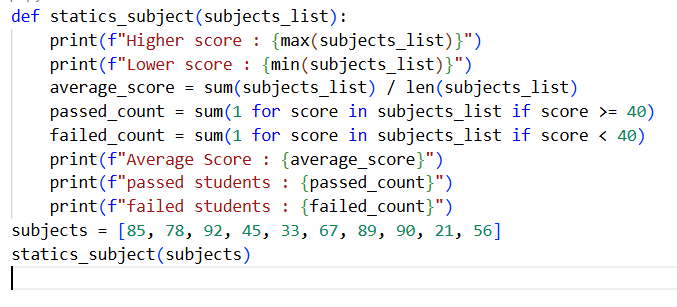 def statics_subject(subjects_list):
    print(f"Higher score : {max(subjects_list)}")
    print(f"Lower score : {min(subjects_list)}")
    average_score = sum(subjects_list) / len(subjects_list)
    passed_count = sum(1 for score in subjects_list if score >= 40)
    failed_count = sum(1 for score in subjects_list if score < 40)
    print(f"Average Score : {average_score}")
    print(f"passed students : {passed_count}")
    print(f"failed students : {failed_count}")
subjects = [85, 78, 92, 45, 33, 67, 89, 90, 21, 56]
statics_subject(subjects)